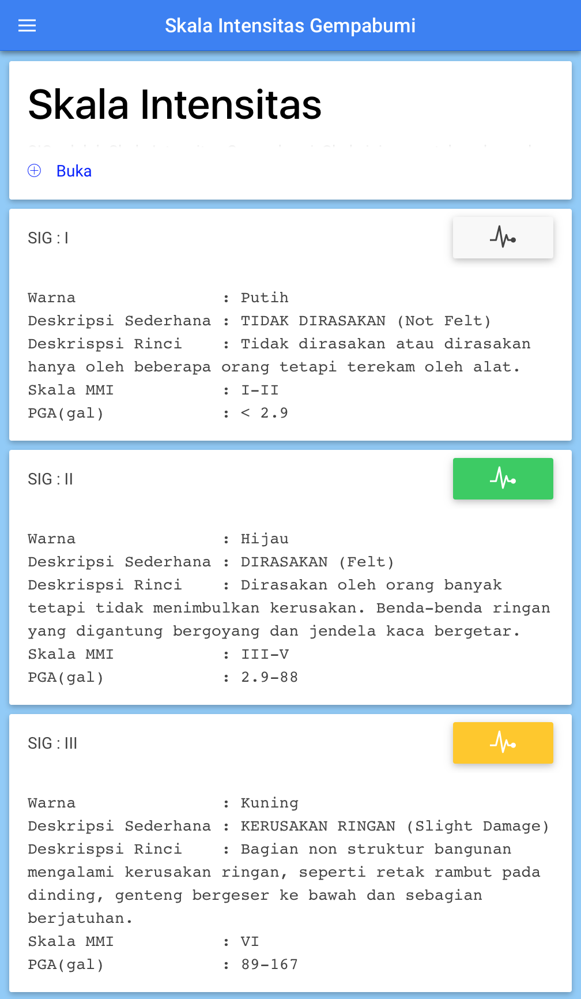 Skala Intensitas Gempabumi
Skala Intensitas
Buka
SIG : I
Warna : Putih
Deskripsi Sederhana : TIDAK DIRASAKAN (Not Felt)
Deskrispsi Rinci : Tidak dirasakan atau dirasakan
hanya oleh beberapa orang tetapi terekam oleh alat.
Skala MMI : I-II
PGA(gal) : < 2.9
SIG : II
Warna : Hijau
Deskripsi Sederhana : DIRASAKAN (Felt)
Deskrispsi Rinci : Dirasakan oleh orang banyak
tetapi tidak menimbulkan kerusakan. Benda-benda ringan
yang digantung bergoyang dan jendela kaca bergetar.
Skala MMI : III-V
PGA(gal) : 2.9-88
SIG : III
Warna : Kuning
Deskripsi Sederhana : KERUSAKAN RINGAN (Slight Damage)
Deskrispsi Rinci : Bagian non struktur bangunan
mengalami kerusakan ringan, seperti retak rambut pada
dinding, genteng bergeser ke bawah dan sebagian
berjatuhan.
Skala MMI : VI
PGA(gal) : 89-167